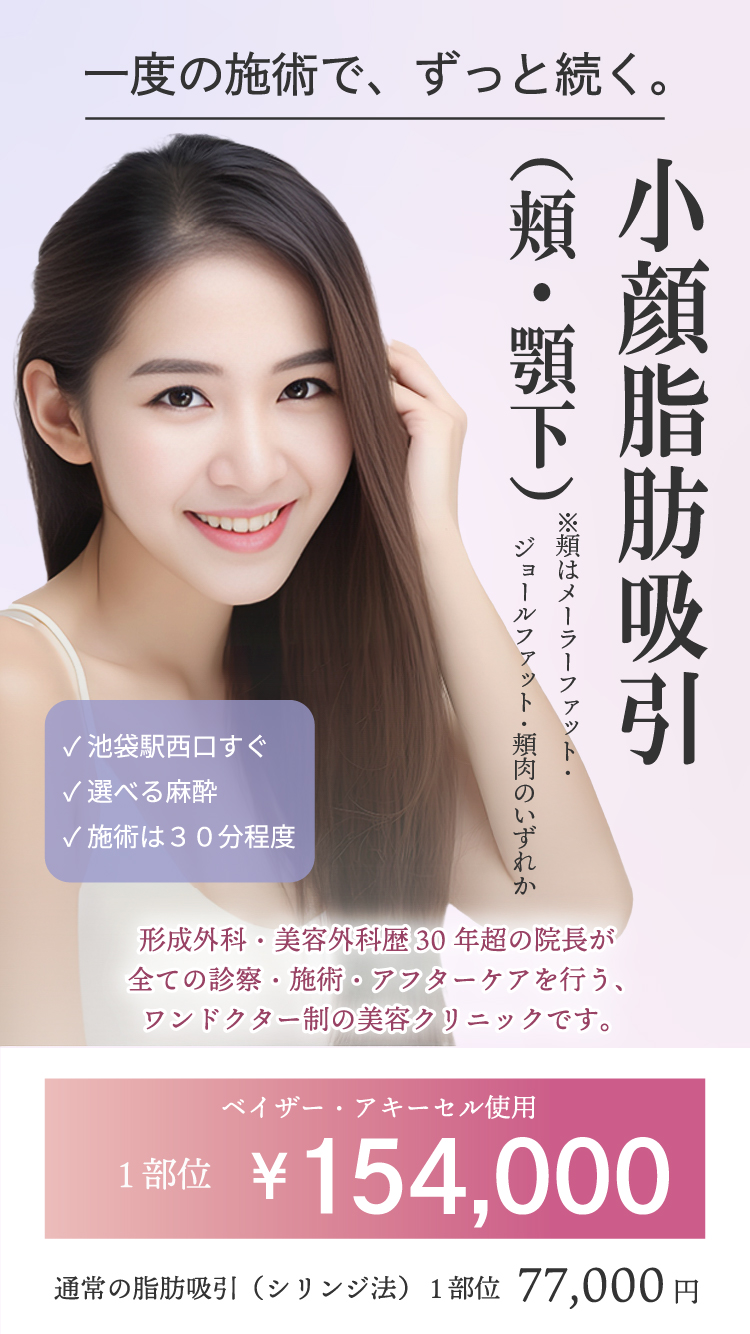 一度の施術で、ずっと続く。
小顔脂肪吸引
（頬・顎下）
※頬はメーラーファット・
ジョールファット・頬肉のいずれか
✓池袋駅西口すぐ
✓選べる麻酔
✓施術は３０分程度
形成外科・美容外科歴30年超の院長が
全ての診察・施術・アフターケアを行う、
ワンドクター制の美容クリニックです。
ベイザー・アキーセル使用
1部位 ¥154,000
通常の脂肪吸引（シリンジ法）1部位 77,000円